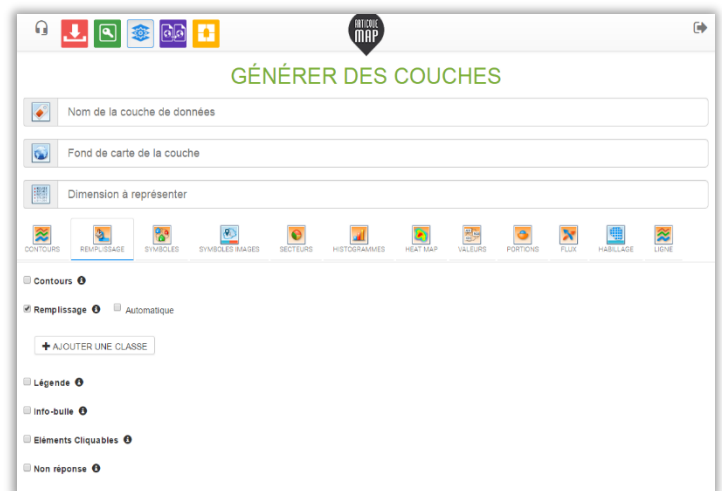 ARTICQUE
MAP
GÉNÉRER DES COUCHES
Nom de la couche de données
Fond de carte de la couche
Dimension à représenter
CONTOURS REMPLISSAGE SYMBOLES SYMBOLES IMAGES SECTEURS HISTOGRAMMES HEAT MAP VALEURS PORTIONS FLUX HABILLAGE LIGNE
Contours
Remplissage Automatique
+ AJOUTER UNE CLASSE
Légende
Info-bulle
Eléments Cliquables
Non réponse